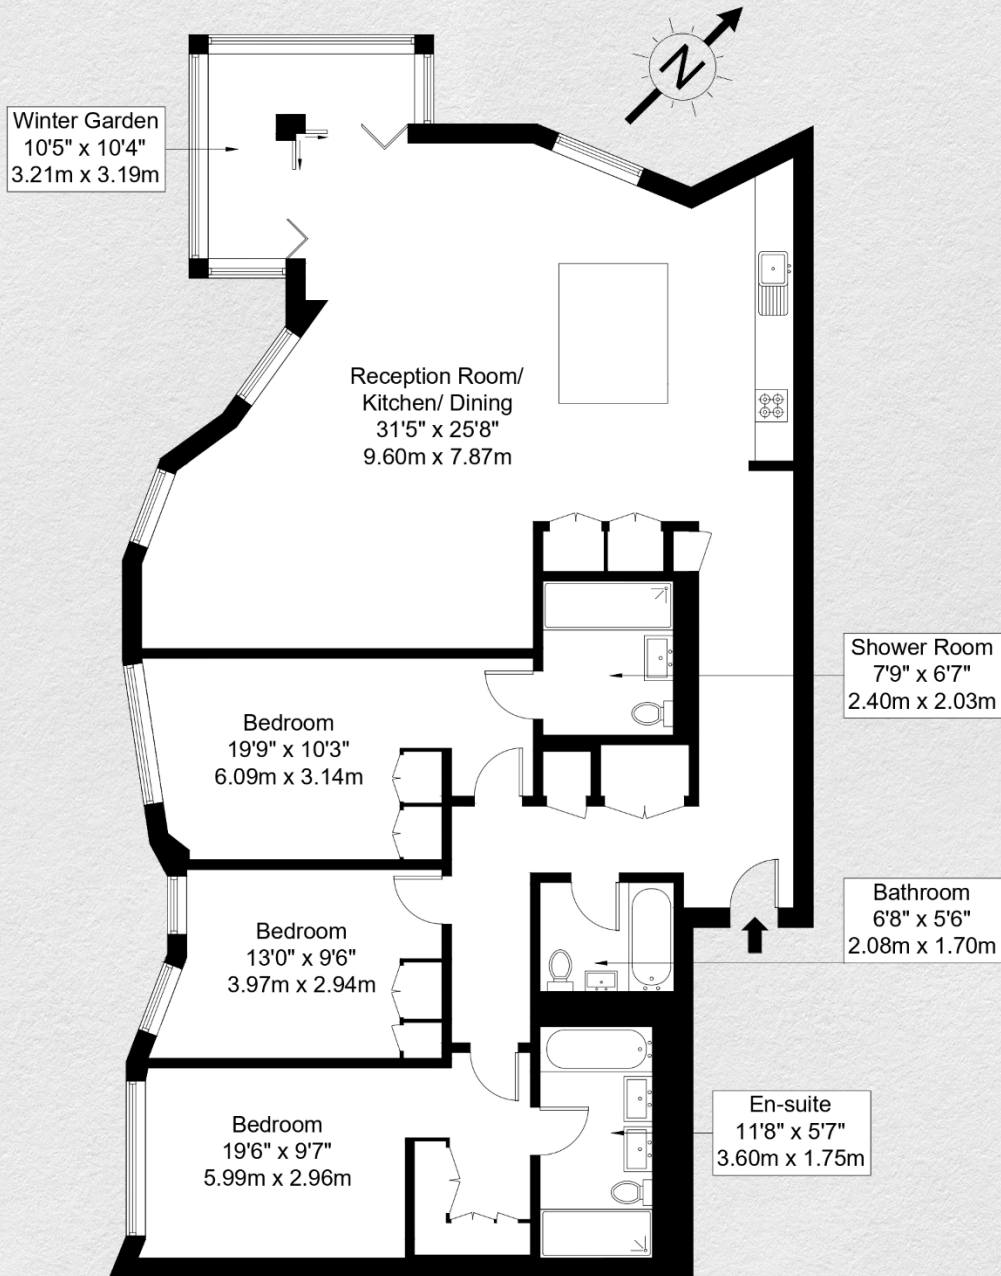 N
Winter Garden
10'5" x 10'4"
3.21m x 3.19m
Reception Room/
Kitchen/ Dining
31'5" x 25'8"
9.60m x 7.87m
Shower Room
7'9" x 6'7"
2.40m x 2.03m
Bedroom
19'9" x 10'3"
6.09m x 3.14m
Bathroom
6'8" x 5'6"
2.08m x 1.70m
Bedroom
13'0" x 9'6"
3.97m x 2.94m
En-suite
11'8" x 5'7"
3.60m x 1.75m
Bedroom
19'6" x 9'7"
5.99m x 2.96m